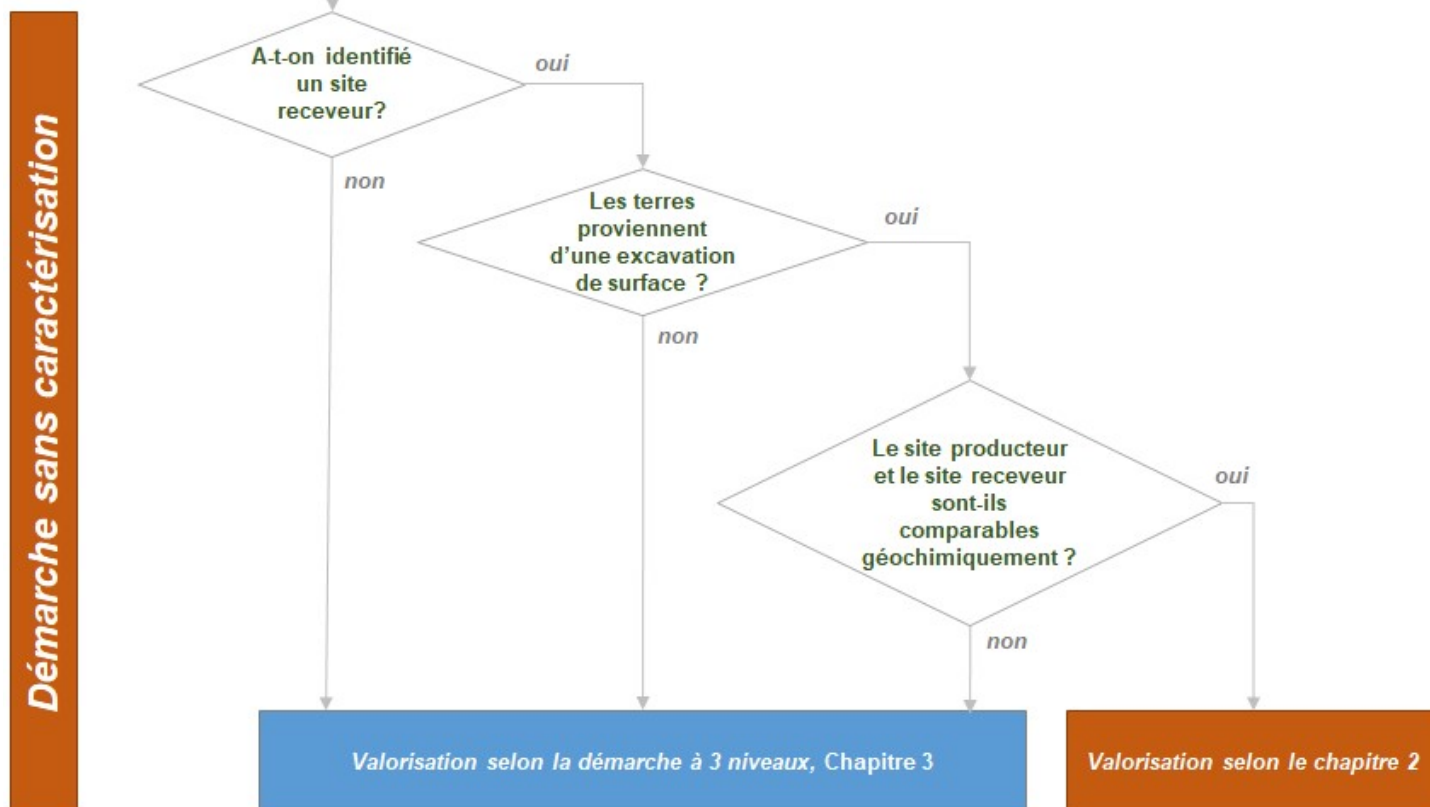 Démarche sans caractérisation
A-t-on identifié
un site
receveur?
oui
non
Les terres
proviennent
d'une excavation
de surface ?
oui
non
Le site producteur
et le site receveur
sont-ils
comparables
géochimiquement ?
oui
non
Valorisation selon la démarche à 3 niveaux, Chapitre 3
Valorisation selon le chapitre 2